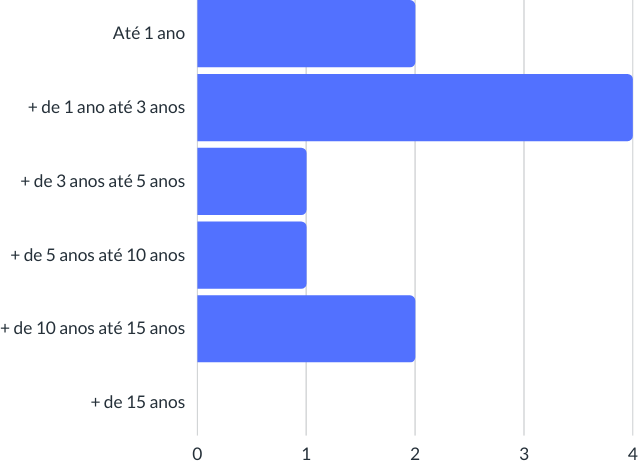 Até 1 ano
+ de 1 ano até 3 anos
+ de 3 anos até 5 anos
+ de 5 anos até 10 anos
+ de 10 anos até 15 anos
+ de 15 anos
0 1 2 3 4